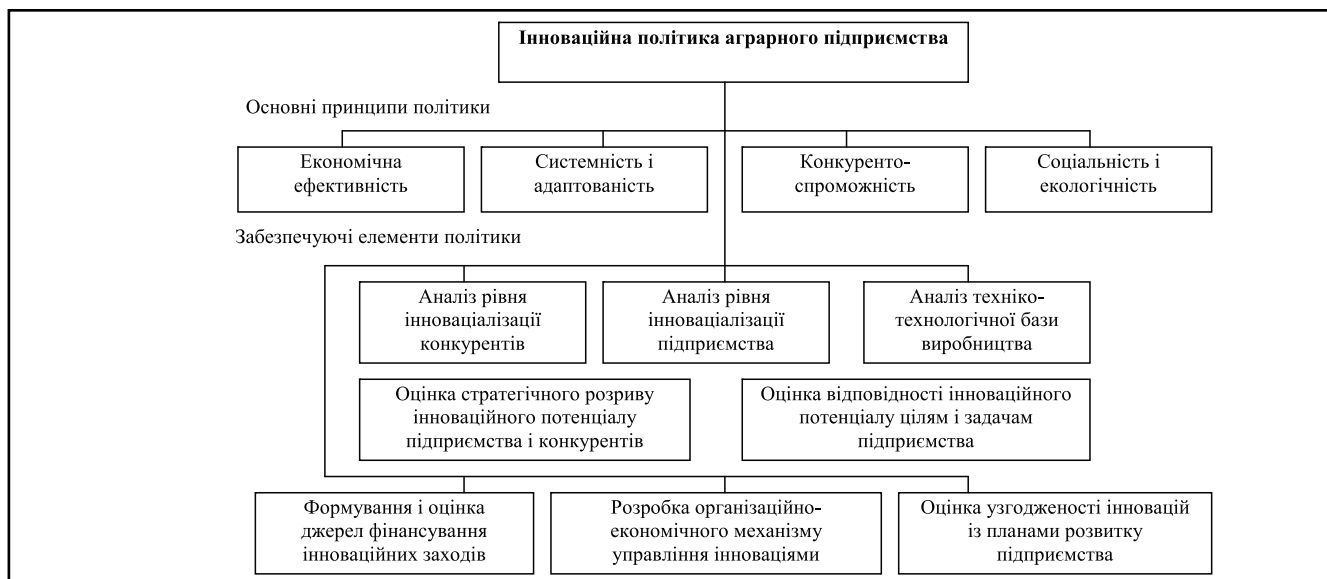 Інноваційна політика аграрного підприємства
Основні принципи політики
Економічна
ефективність
Системність і
адаптованість
Конкуренто-
спроможність
Соціальність і
екологічність
Забезпечуючі елементи політики
Аналіз рівня
інноваціалізації
конкурентів
Аналіз рівня
інноваціалізації
підприємства
Аналіз техніко-
технологічної бази
виробництва
Оцінка стратегічного розриву
інноваційного потенціалу
підприємства і конкурентів
Оцінка відповідності інноваційного
потенціалу цілям і задачам
підприємства
Формування і оцінка
джерел фінансування
інноваційних заходів
Розробка організаційно-
економічного механізму
управління інноваціями
Оцінка узгодженості інновацій
із планами розвитку
підприємства